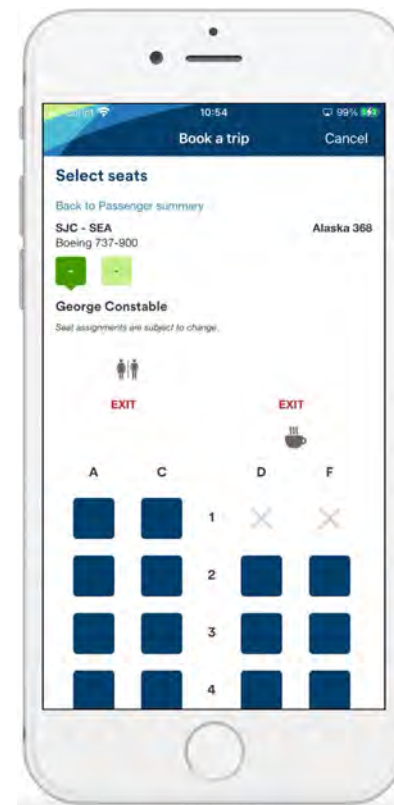 10:54 99%
Book a trip Cancel
Select seats
Back to Passenger summary
SJC - SEA Alaska 368
Boeing 737-900
- -
George Constable
Seat assignments are subject to change.
EXIT EXIT
A C D F
1
2
3
4